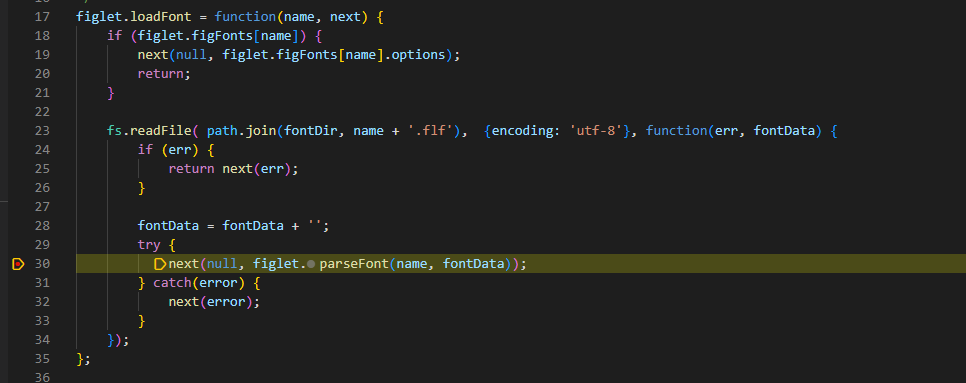 17 figlet.loadFont = function(name, next) {
18     if (figlet.figFonts[name]) {
19         next(null, figlet.figFonts[name].options);
20         return;
21     }
22
23     fs.readFile( path.join(fontDir, name + '.flf'),  {encoding: 'utf-8'}, function(err, fontData) {
24         if (err) {
25             return next(err);
26         }
27
28         fontData = fontData + '';
29         try {
30             next(null, figlet.parseFont(name, fontData));
31         } catch(error) {
32             next(error);
33         }
34     });
35 };
36